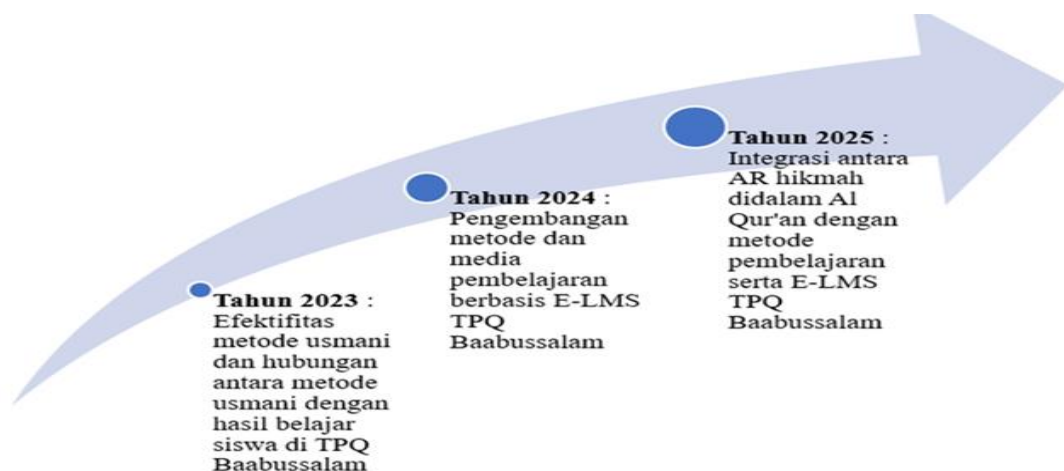 Tahun 2023 :
Efektifitas
metode usmani
dan hubungan
antara metode
usmani dengan
hasil belajar
siswa di TPQ
Baabussalam
Tahun 2024 :
Pengembangan
metode dan
media
pembelajaran
berbasis E-LMS
TPQ
Baabussalam
Tahun 2025 :
Integrasi antara
AR hikmah
didalam Al
Qur'an dengan
metode
pembelajaran
serta E-LMS
TPQ
Baabussalam